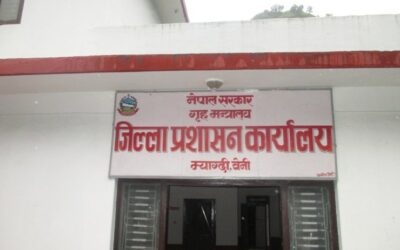 नेपाल सरकार
गृह मन्त्रालय
जिल्ला प्रशासन कार्यालय
म्याग्दी, बेनी